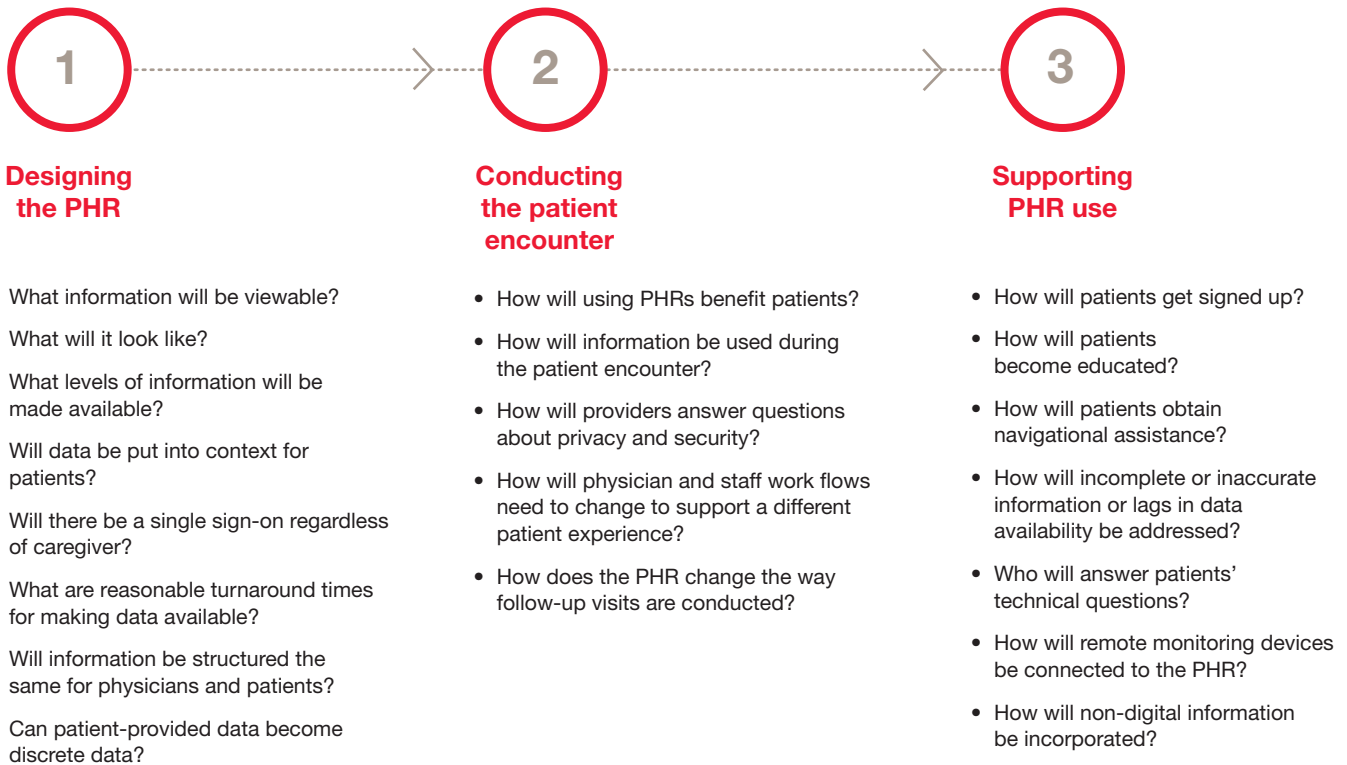 1
2
3
Designing
the PHR
What information will be viewable?
What will it look like?
What levels of information will be
made available?
Will data be put into context for
patients?
Will there be a single sign-on regardless
of caregiver?
What are reasonable turnaround times
for making data available?
Will information be structured the
same for physicians and patients?
Can patient-provided data become
discrete data?
Conducting
the patient
encounter
• How will using PHRs benefit patients?
• How will information be used during
the patient encounter?
• How will providers answer questions
about privacy and security?
• How will physician and staff work flows
need to change to support a different
patient experience?
• How does the PHR change the way
follow-up visits are conducted?
Supporting
PHR use
• How will patients get signed up?
• How will patients
become educated?
• How will patients obtain
navigational assistance?
• How will incomplete or inaccurate
information or lags in data
availability be addressed?
• Who will answer patients’
technical questions?
• How will remote monitoring devices
be connected to the PHR?
• How will non-digital information
be incorporated?